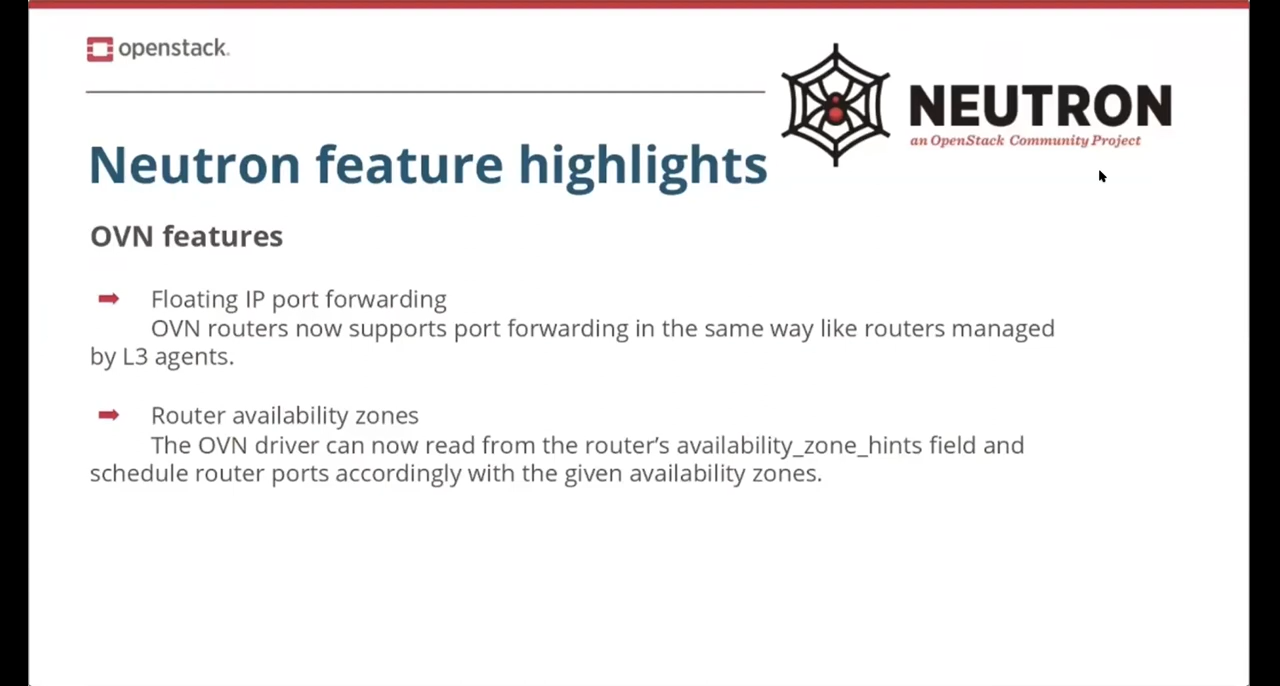 openstack.
NEUTRON
an OpenStack Community Project
Neutron feature highlights
OVN features
Floating IP port forwarding
OVN routers now supports port forwarding in the same way like routers managed
by L3 agents.
Router availability zones
The OVN driver can now read from the router’s availability_zone_hints field and
schedule router ports accordingly with the given availability zones.